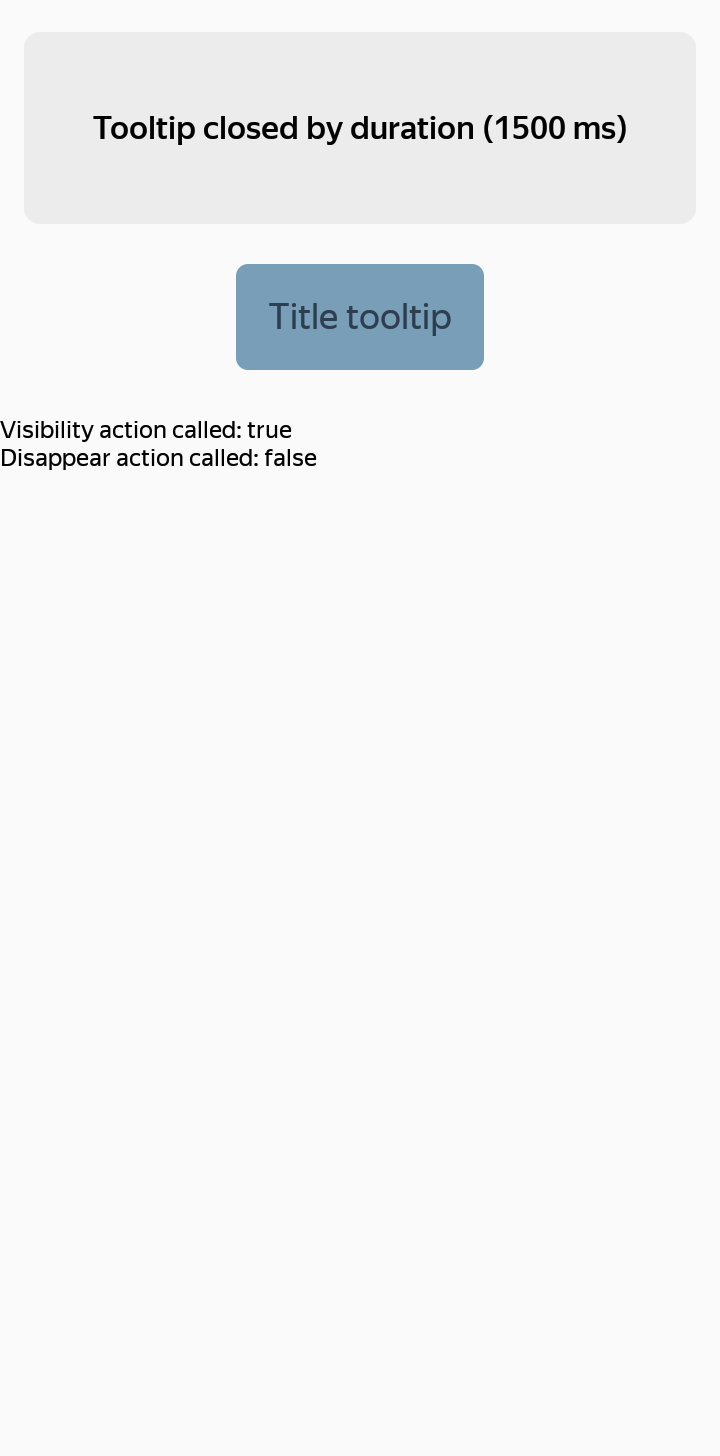 Tooltip closed by duration (1500 ms)
Title tooltip
Visibility action called: true
Disappear action called: false